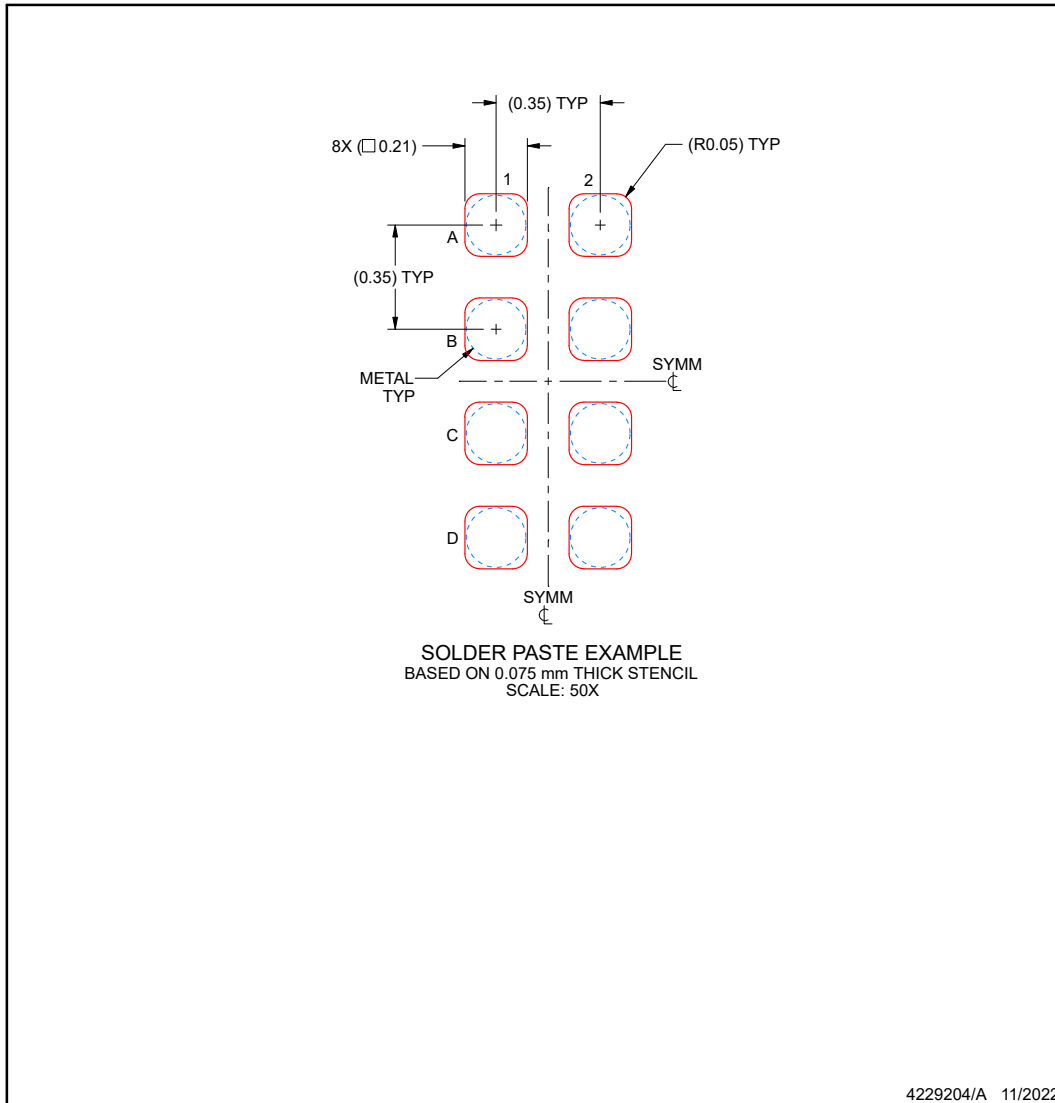 (0.35) TYP
8X (□ 0.21)
(R0.05) TYP
1
2
A
(0.35) TYP
B
METAL
TYP
SYMM
℄
C
D
SYMM
℄
SOLDER PASTE EXAMPLE
BASED ON 0.075 mm THICK STENCIL
SCALE: 50X
4229204/A 11/2022